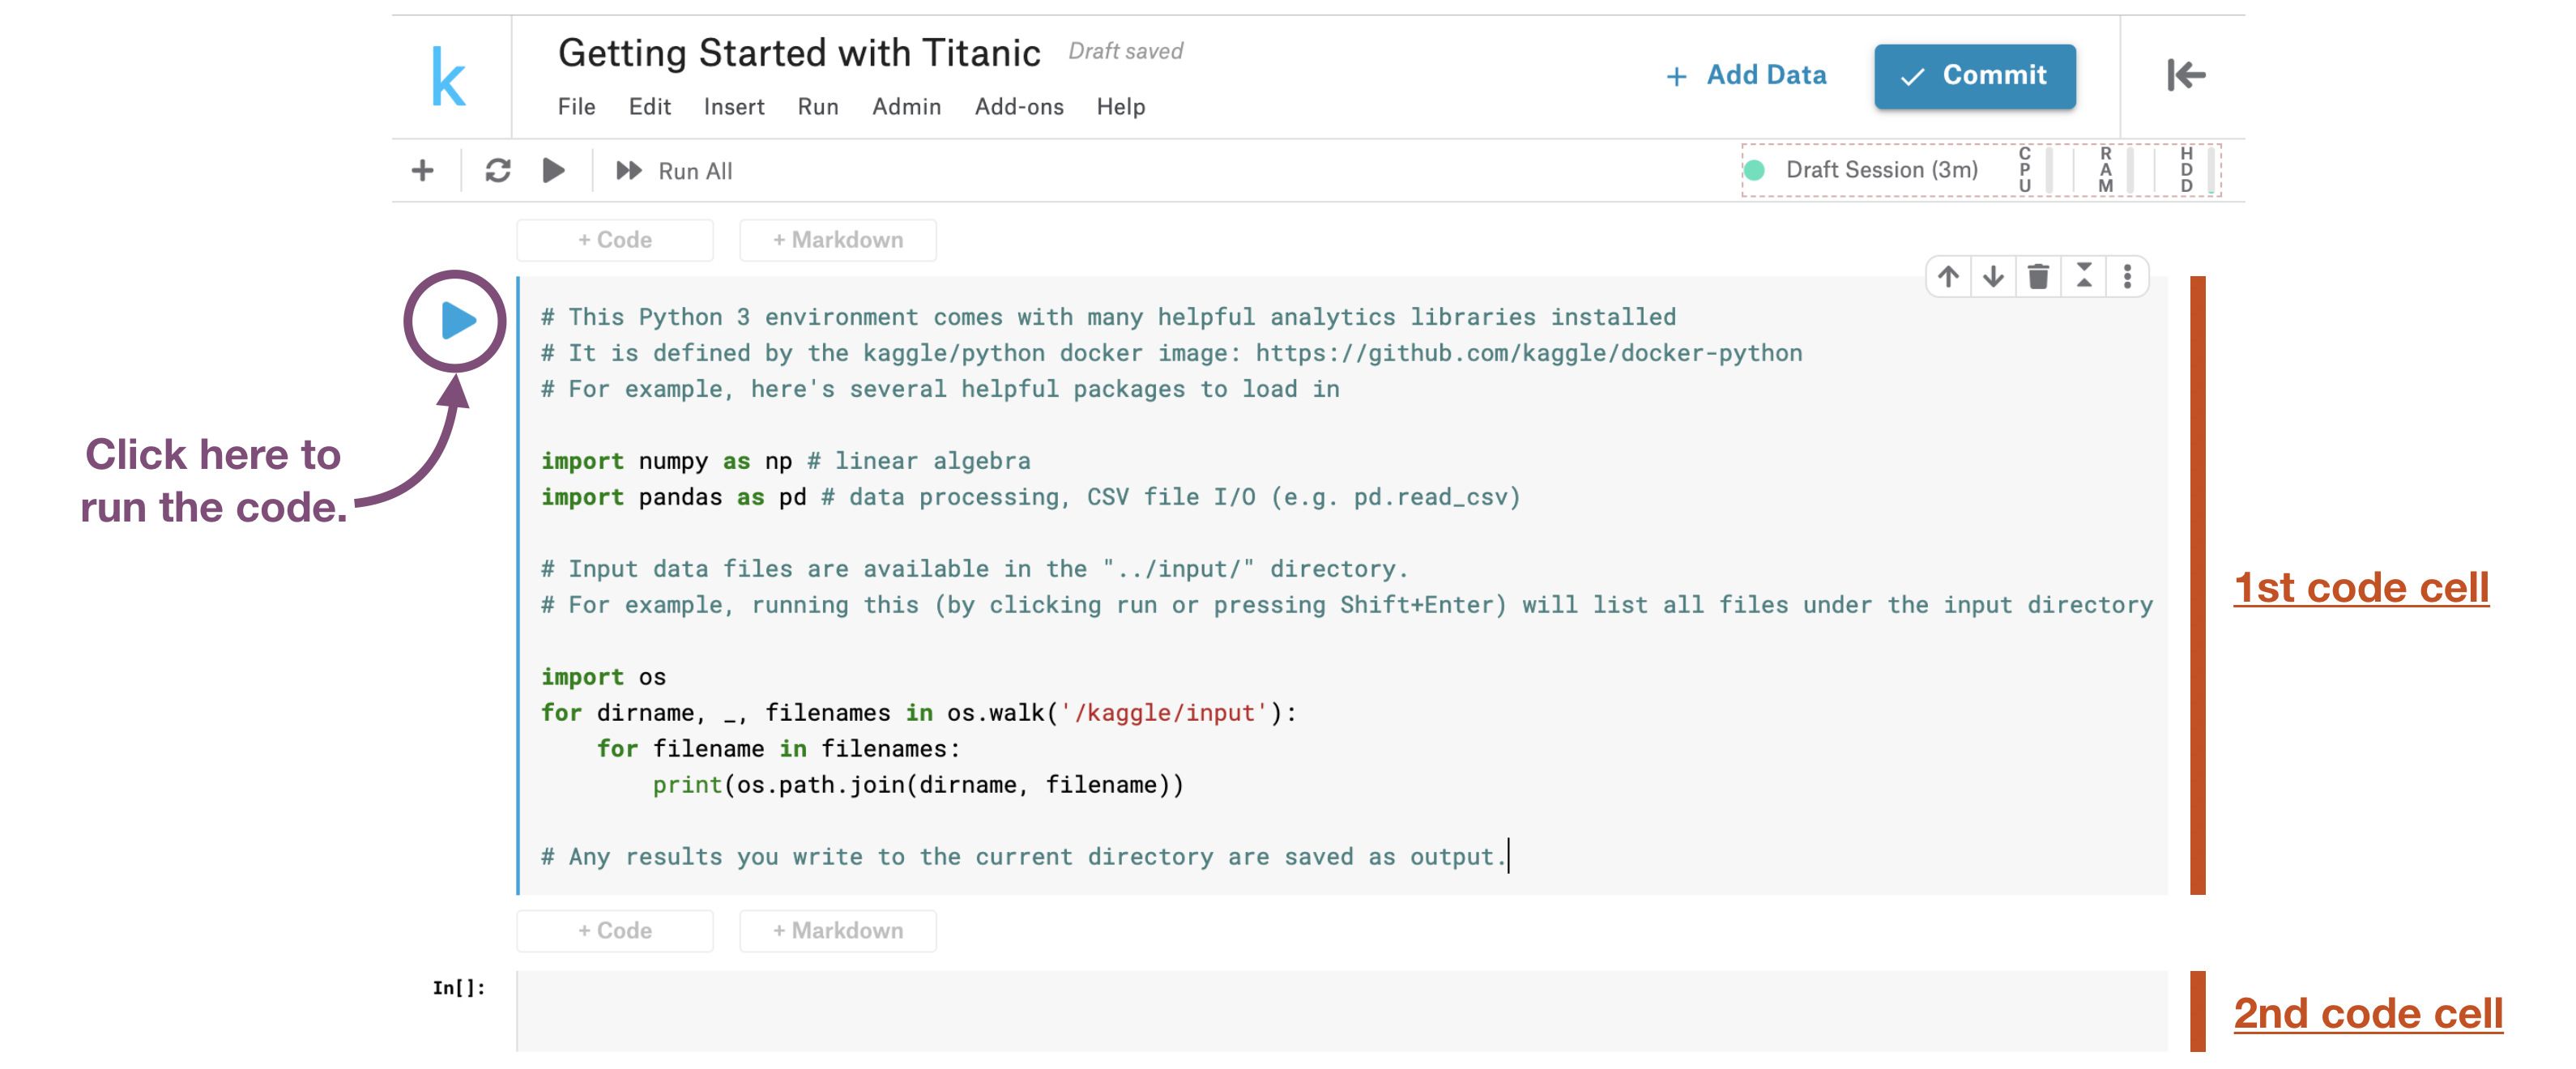 k
Getting Started with Titanic Draft saved
+ Add Data
Commit
File Edit Insert Run Admin Add-ons Help
+ Run All
Draft Session (3m) CPU RAM HDD
+ Code + Markdown
# This Python 3 environment comes with many helpful analytics libraries installed
# It is defined by the kaggle/python docker image: https://github.com/kaggle/docker-python
# For example, here's several helpful packages to load in
Click here to
run the code.
import numpy as np # linear algebra
import pandas as pd # data processing, CSV file I/O (e.g. pd.read_csv)
# Input data files are available in the "../input/" directory.
# For example, running this (by clicking run or pressing Shift+Enter) will list all files under the input directory
1st code cell
import os
for dirname, _, filenames in os.walk('/kaggle/input'):
    for filename in filenames:
        print(os.path.join(dirname, filename))
# Any results you write to the current directory are saved as output.
+ Code + Markdown
In[]:
2nd code cell